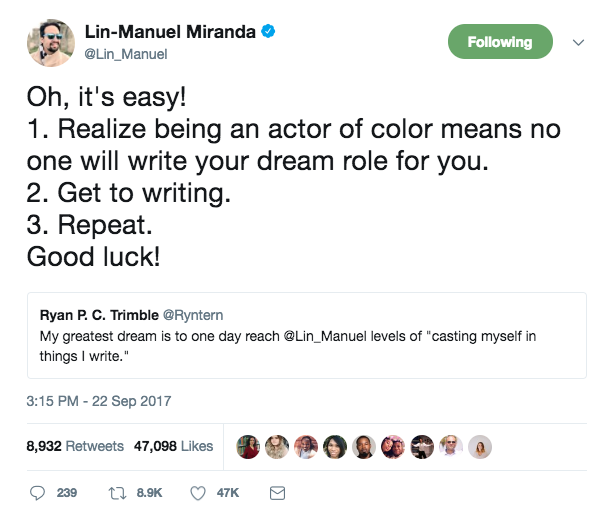 Lin-Manuel Miranda
@Lin_Manuel
Following
Oh, it's easy!
1. Realize being an actor of color means no
one will write your dream role for you.
2. Get to writing.
3. Repeat.
Good luck!
Ryan P. C. Trimble @Ryntern
My greatest dream is to one day reach @Lin_Manuel levels of "casting myself in
things I write."
3:15 PM - 22 Sep 2017
8,932 Retweets 47,098 Likes
239 8.9K 47K